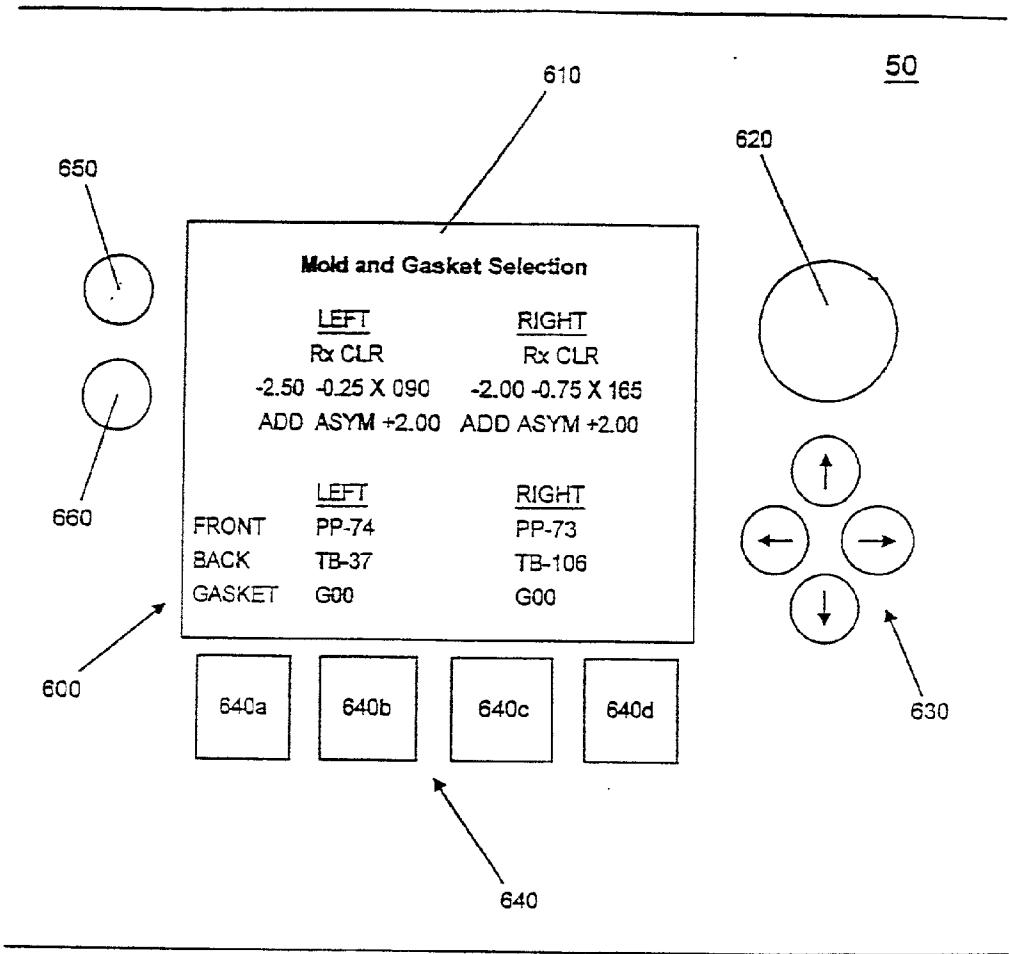 50
610
620
650
Mold and Gasket Selection
LEFT RIGHT
Rx CLR Rx CLR
-2.50 -0.25 X 090 -2.00 -0.75 X 165
ADD ASYM +2.00 ADD ASYM +2.00
660
LEFT RIGHT
FRONT PP-74 PP-73
BACK TB-37 TB-106
GASKET G00 G00
600
640a 640b 640c 640d
630
640